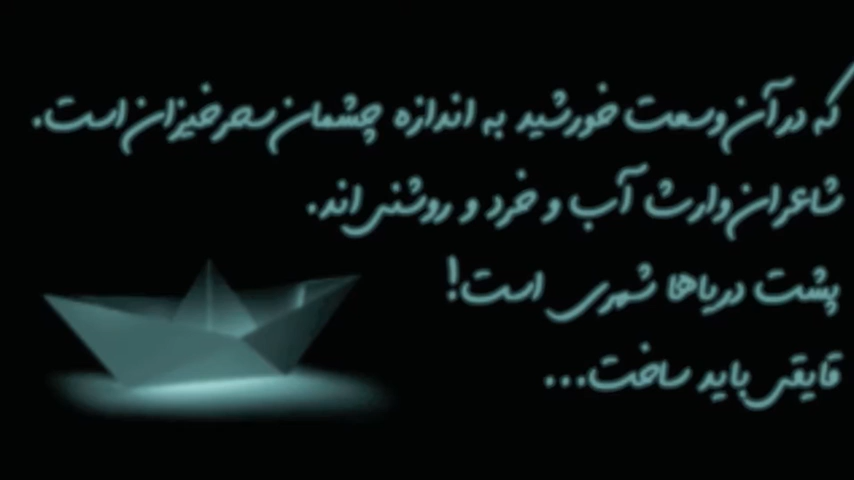 که در آن وسعت خورشید به اندازه چشمان سحرخیزان است.
شاعران وارث آب و خرد و روشنی اند.
پشت دریاها شهری است!
قایقی باید ساخت...